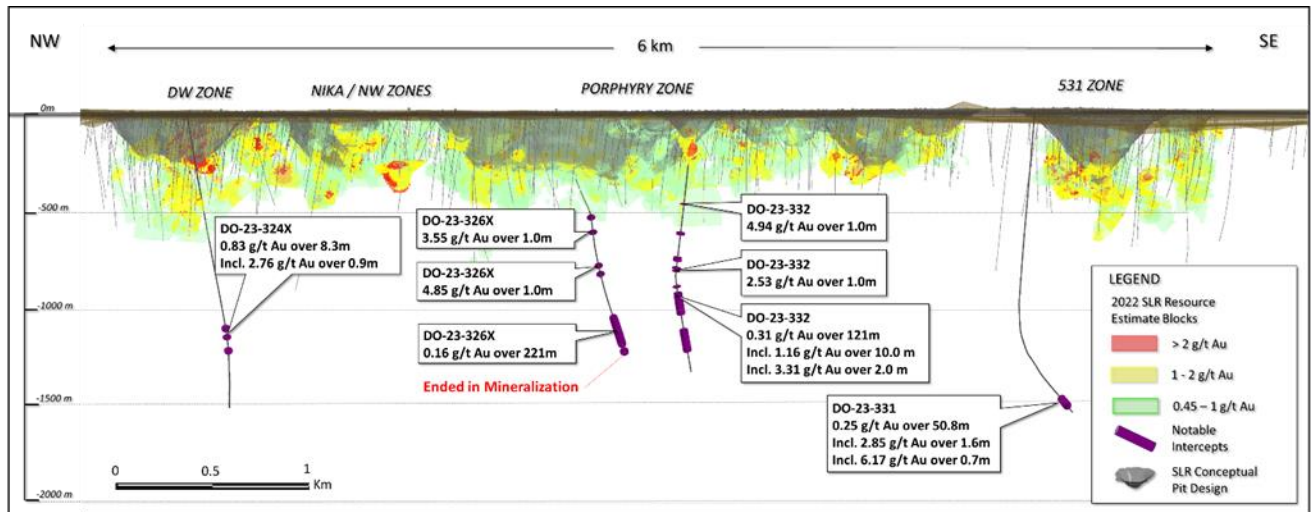 NW
6 km
SE
DW ZONE
NIKA / NW ZONES
PORPHYRY ZONE
531 ZONE
0m
-500 m
-1000 m
-1500 m
-2000 m
DO-23-324X
0.83 g/t Au over 8.3m
Incl. 2.76 g/t Au over 0.9m
DO-23-326X
3.55 g/t Au over 1.0m
DO-23-326X
4.85 g/t Au over 1.0m
DO-23-326X
0.16 g/t Au over 221m
Ended in Mineralization
DO-23-332
4.94 g/t Au over 1.0m
DO-23-332
2.53 g/t Au over 1.0m
DO-23-332
0.31 g/t Au over 121m
Incl. 1.16 g/t Au over 10.0 m
Incl. 3.31 g/t Au over 2.0 m
DO-23-331
0.25 g/t Au over 50.8m
Incl. 2.85 g/t Au over 1.6m
Incl. 6.17 g/t Au over 0.7m
LEGEND
2022 SLR Resource
Estimate Blocks
> 2 g/t Au
1 - 2 g/t Au
0.45 – 1 g/t Au
Notable
Intercepts
SLR Conceptual
Pit Design
0 0.5 1
Km